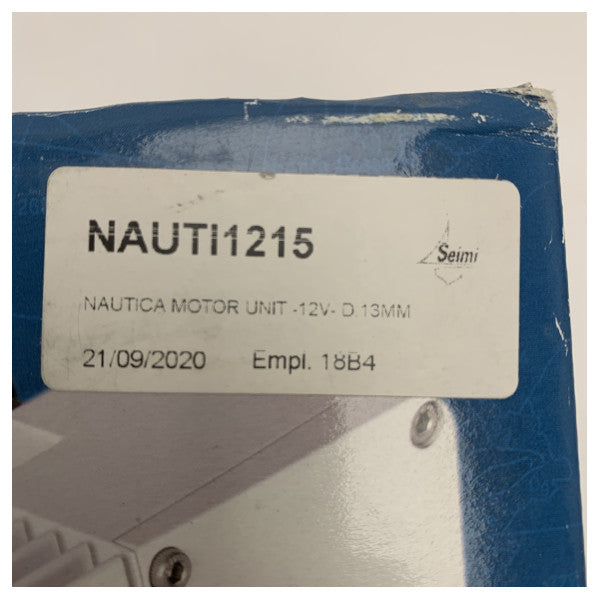 NAUTI1215
Seimi
NAUTICA MOTOR UNIT -12V- D.13MM
21/09/2020 Empl. 18B4